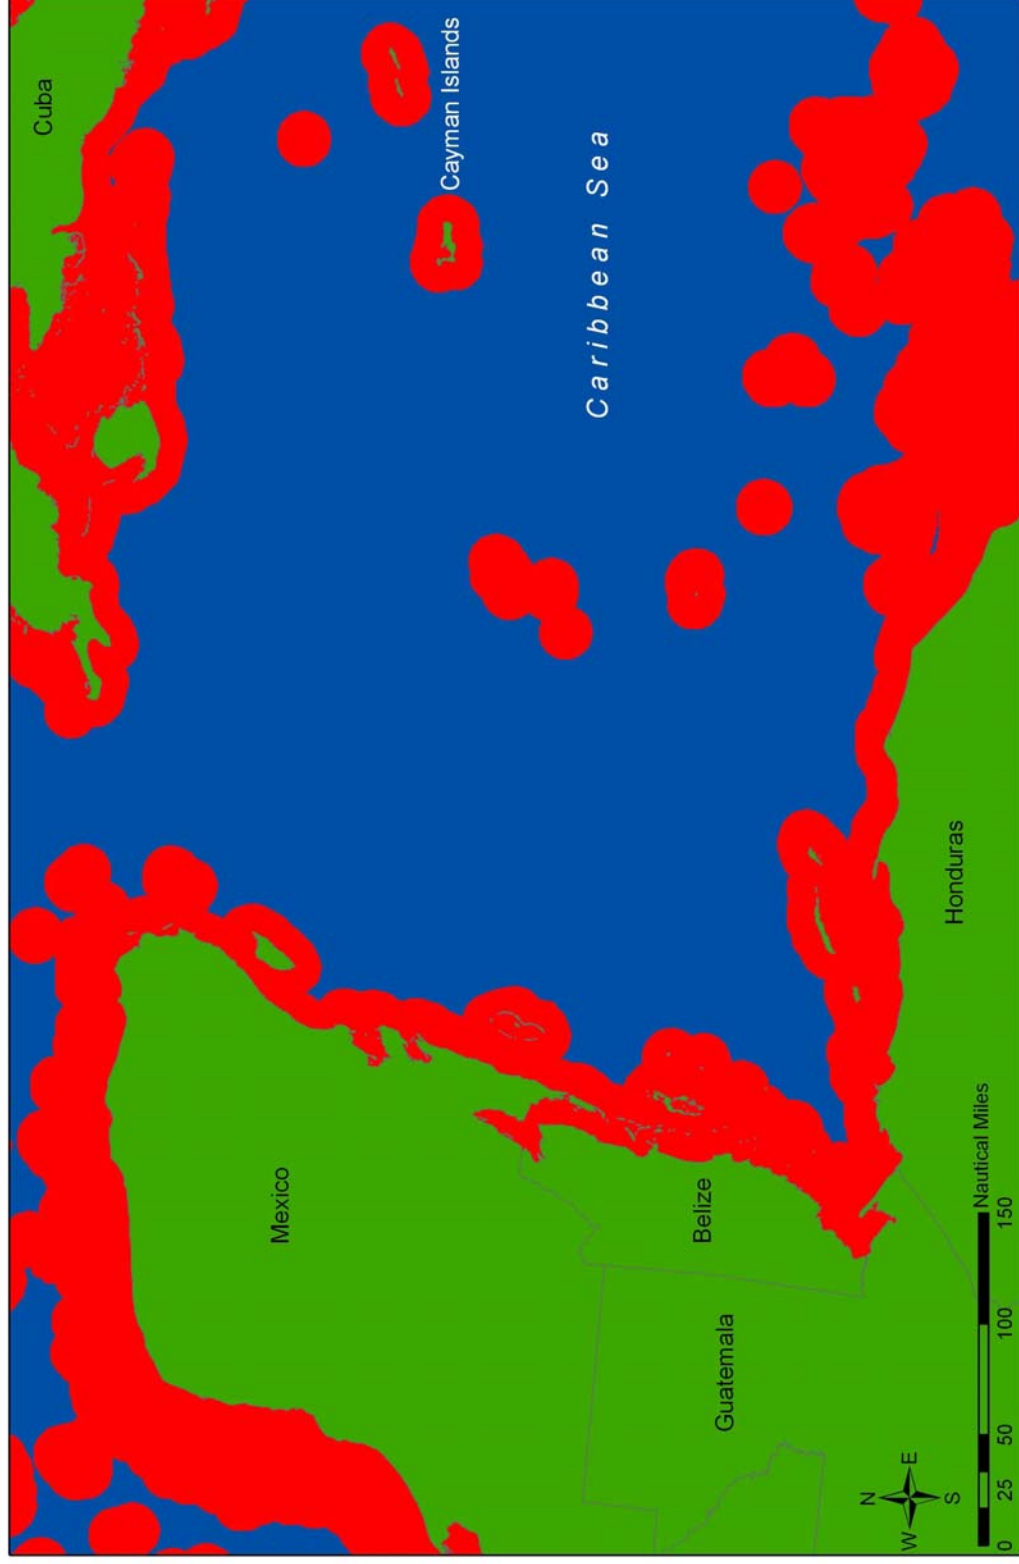 Cuba
Cayman Islands
Caribbean Sea
Mexico
Belize
Guatemala
Honduras
N
W E
S
0 25 50 100 150
Nautical Miles